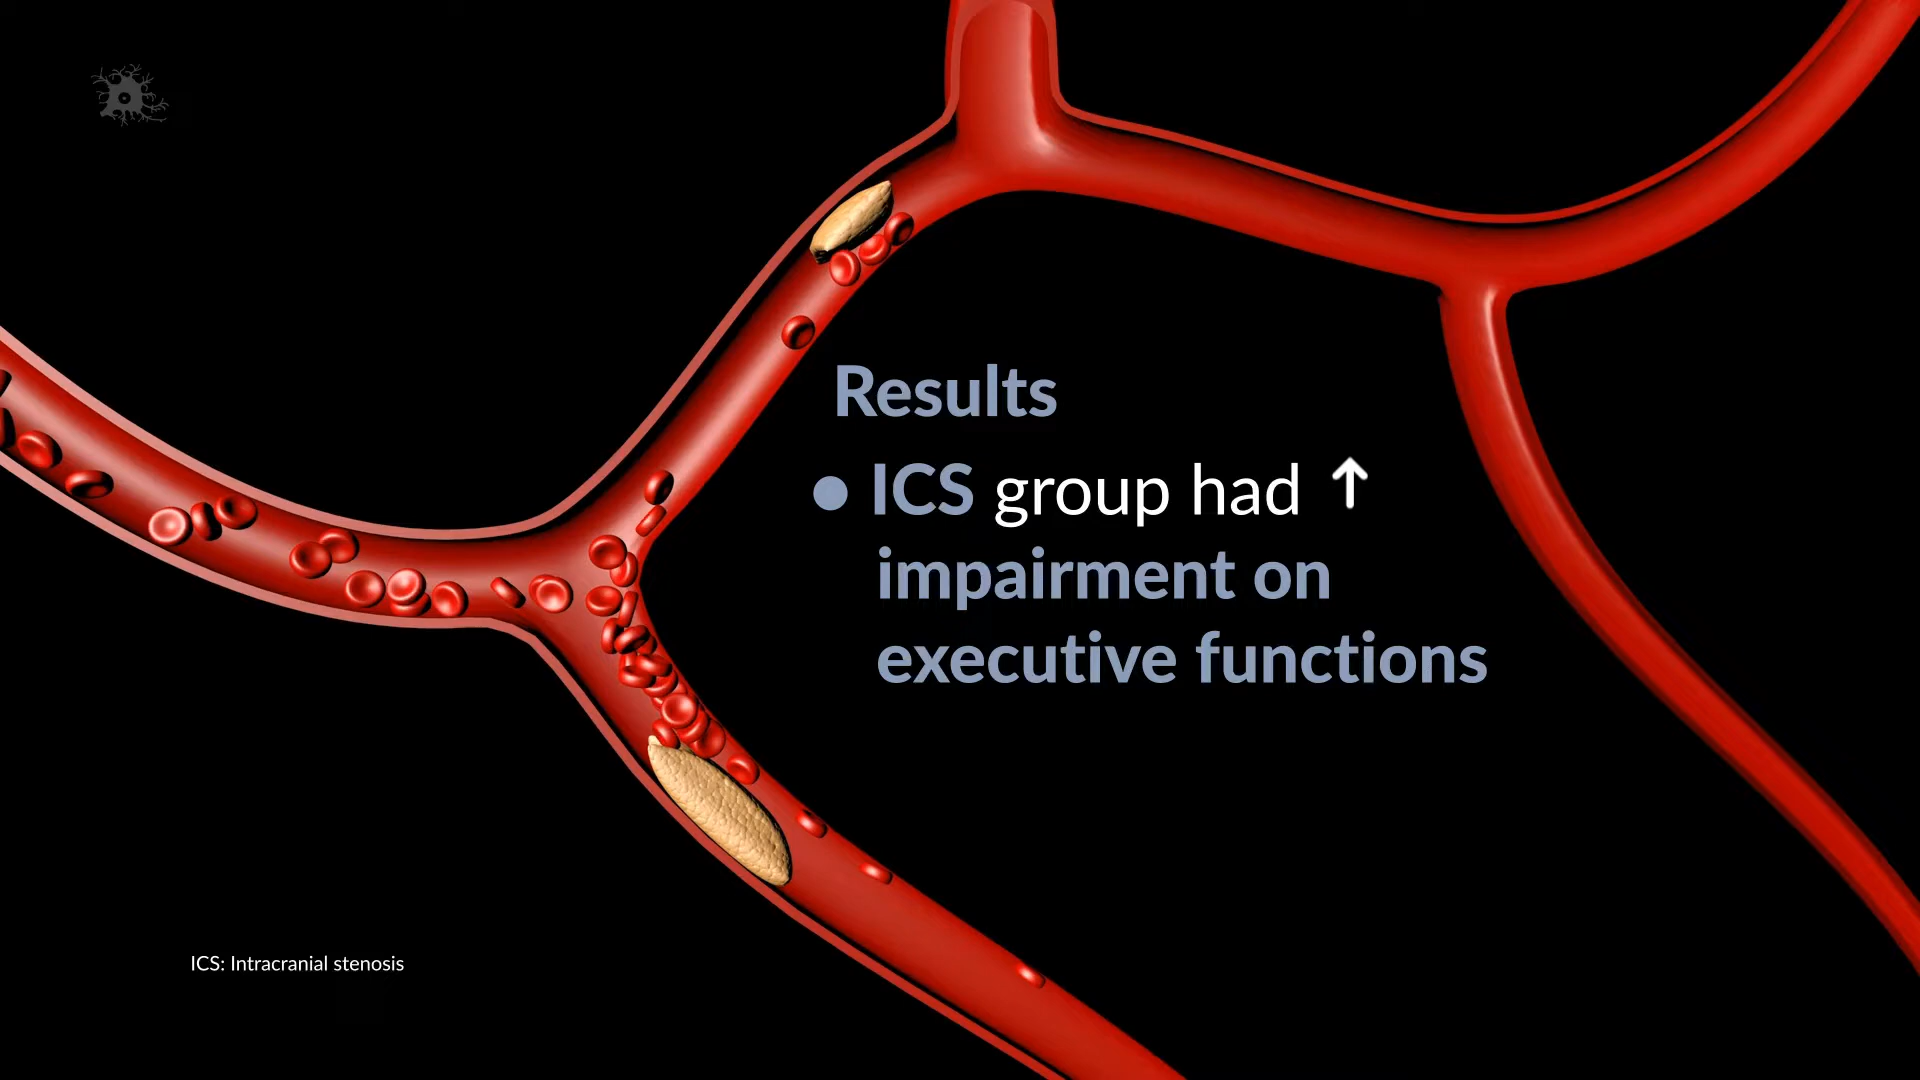 Results
• ICS group had ↑
impairment on
executive functions
ICS: Intracranial stenosis